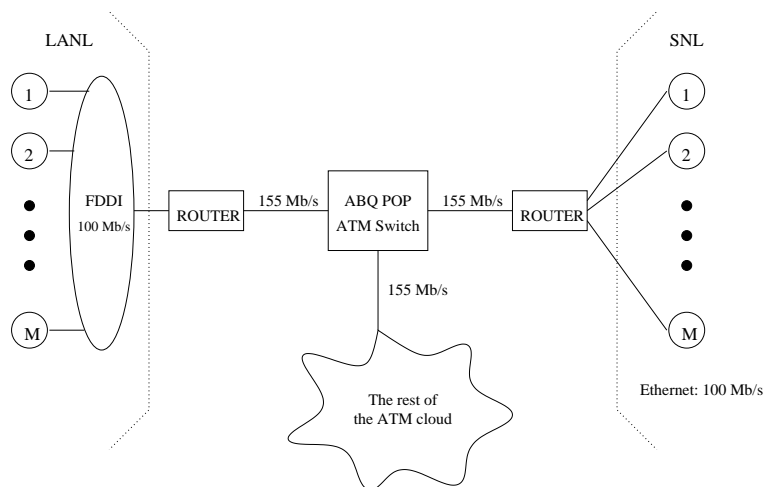 LANL
SNL
1
2
M
FDDI
100 Mb/s
ROUTER
155 Mb/s
ABQ POP
ATM Switch
155 Mb/s
ROUTER
155 Mb/s
1
2
M
The rest of
the ATM cloud
Ethernet: 100 Mb/s